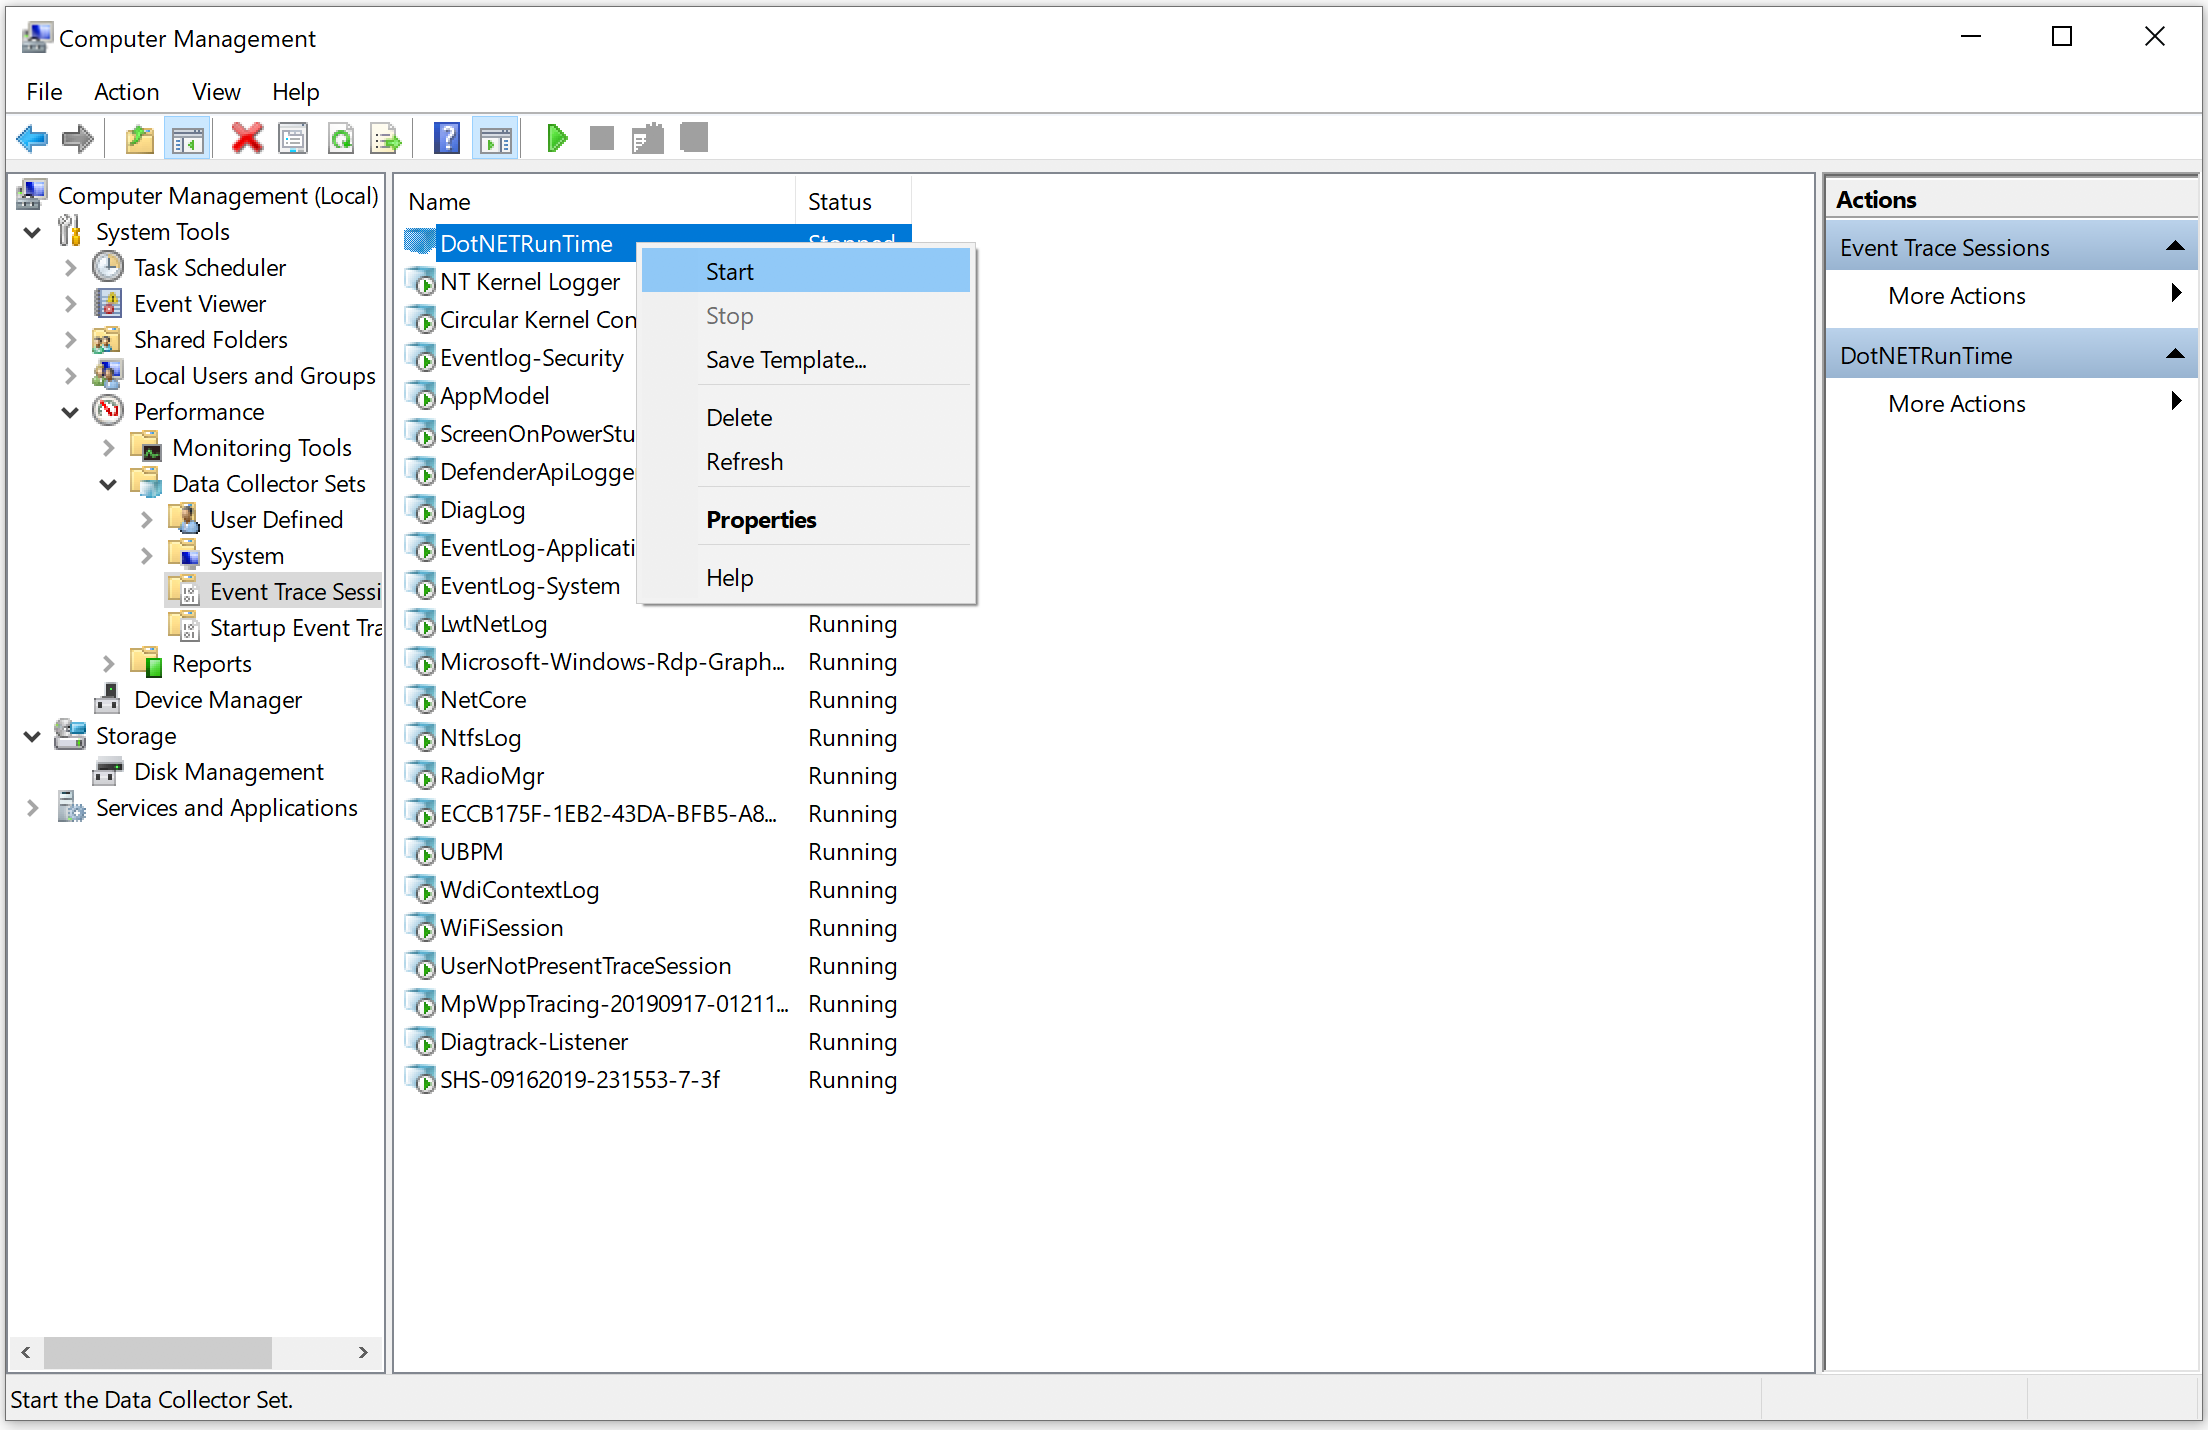 Computer Management
File Action View Help
Computer Management (Local)
System Tools
Task Scheduler
Event Viewer
Shared Folders
Local Users and Groups
Performance
Monitoring Tools
Data Collector Sets
User Defined
System
Event Trace Sessi
Startup Event Tra
Reports
Device Manager
Storage
Disk Management
Services and Applications
Name Status
DotNETRunTime Stopped
NT Kernel Logger
Circular Kernel Con
Eventlog-Security
AppModel
ScreenOnPowerStu
DefenderApiLogge
DiagLog
EventLog-Applicati
EventLog-System
LwtNetLog Running
Microsoft-Windows-Rdp-Graph... Running
NetCore Running
NtfsLog Running
RadioMgr Running
ECCB175F-1EB2-43DA-BFB5-A8... Running
UBPM Running
WdiContextLog Running
WiFiSession Running
UserNotPresentTraceSession Running
MpWppTracing-20190917-01211... Running
Diagtrack-Listener Running
SHS-09162019-231553-7-3f Running
Start
Stop
Save Template...
Delete
Refresh
Properties
Help
Actions
Event Trace Sessions
More Actions
DotNETRunTime
More Actions
Start the Data Collector Set.